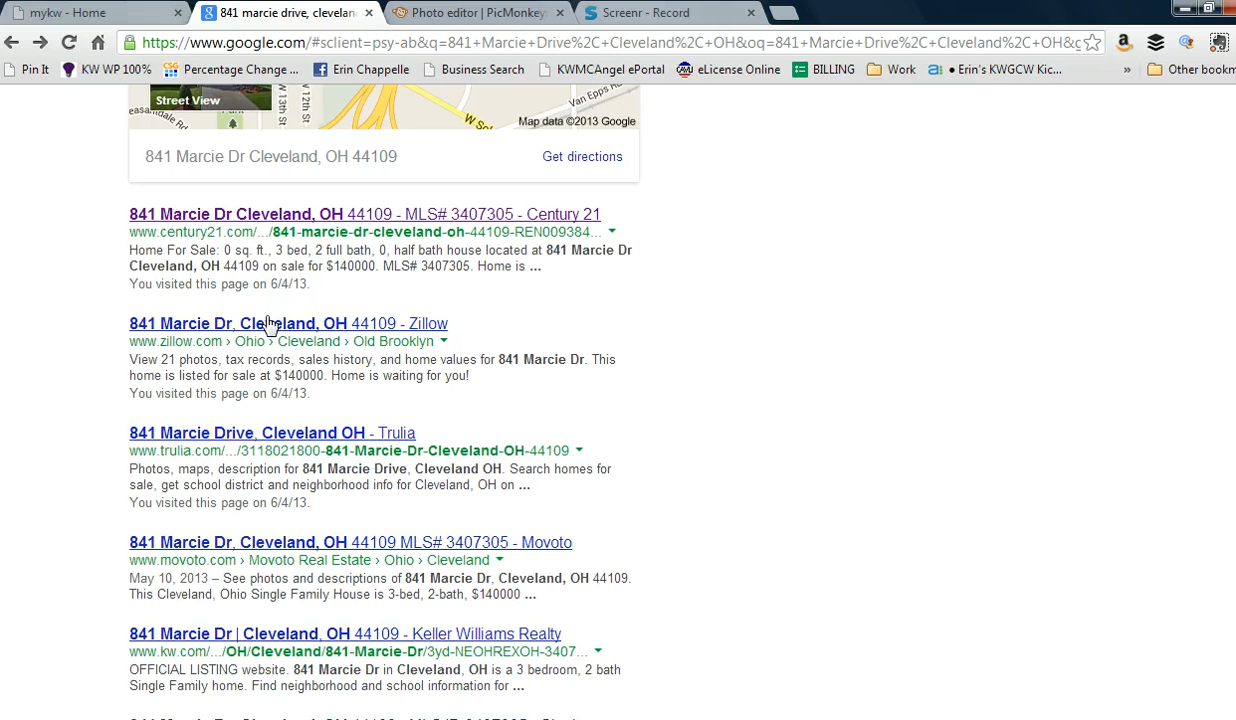 mykw - Home
841 marcie drive, clevelan
Photo editor | PicMonkey
Screenr - Record
https://www.google.com/#sclient=psy-ab&q=841+Marcie+Drive%2C+Cleveland%2C+OH&oq=841+Marcie+Drive%2C+Cleveland%2C+OH&g
Pin It
KW WP 100%
Percentage Change ...
Erin Chappelle
Business Search
KWMCAngel ePortal
eLicense Online
BILLING
Work
Erin's KWGCW Kic...
»
Other bookm
Street View
W 13th St
W 12th St
Van Epps Rd
easandale Rd
Map data ©2013 Google
841 Marcie Dr Cleveland, OH 44109
Get directions
841 Marcie Dr Cleveland, OH 44109 - MLS# 3407305 - Century 21
www.century21.com/.../841-marcie-dr-cleveland-oh-44109-REN009384...
Home For Sale: 0 sq. ft., 3 bed, 2 full bath, 0, half bath house located at 841 Marcie Dr
Cleveland, OH 44109 on sale for $140000. MLS# 3407305. Home is ...
You visited this page on 6/4/13.
841 Marcie Dr, Cleveland, OH 44109 - Zillow
www.zillow.com › Ohio › Cleveland › Old Brooklyn
View 21 photos, tax records, sales history, and home values for 841 Marcie Dr. This
home is listed for sale at $140000. Home is waiting for you!
You visited this page on 6/4/13.
841 Marcie Drive, Cleveland OH - Trulia
www.trulia.com/.../3118021800-841-Marcie-Dr-Cleveland-OH-44109
Photos, maps, description for 841 Marcie Drive, Cleveland OH. Search homes for
sale, get school district and neighborhood info for Cleveland, OH on ...
You visited this page on 6/4/13.
841 Marcie Dr, Cleveland, OH 44109 MLS# 3407305 - Movoto
www.movoto.com › Movoto Real Estate › Ohio › Cleveland
May 10, 2013 – See photos and descriptions of 841 Marcie Dr, Cleveland, OH 44109.
This Cleveland, Ohio Single Family House is 3-bed, 2-bath, $140000 ...
841 Marcie Dr | Cleveland, OH 44109 - Keller Williams Realty
www.kw.com/.../OH/Cleveland/841-Marcie-Dr/3yd-NEOHREXOH-3407...
OFFICIAL LISTING website. 841 Marcie Dr in Cleveland, OH is a 3 bedroom, 2 bath
Single Family home. Find neighborhood and school information for ...